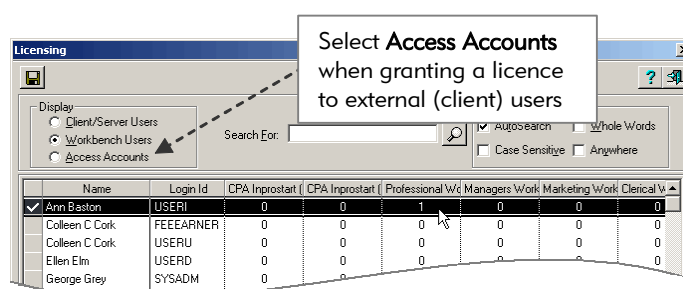 Select Access Accounts
when granting a licence
to external (client) users
Licensing
Display
Client/Server Users
Workbench Users
Access Accounts
Search For:
AutoSearch Whole Words
Case Sensitive Anywhere
Name Login Id CPA Inprostart ( CPA Inprostart ( Professional Wo Managers Work Marketing Work Clerical W
Ann Baston USERI 0 0 1 0 0 0
Colleen C Cork FEEEARNER 0 0 0 0 0 0
Colleen C Cork USERU 0 0 0 0 0 0
Ellen Elm USERD 0 0 0 0 0 0
George Grey SYSADM 0